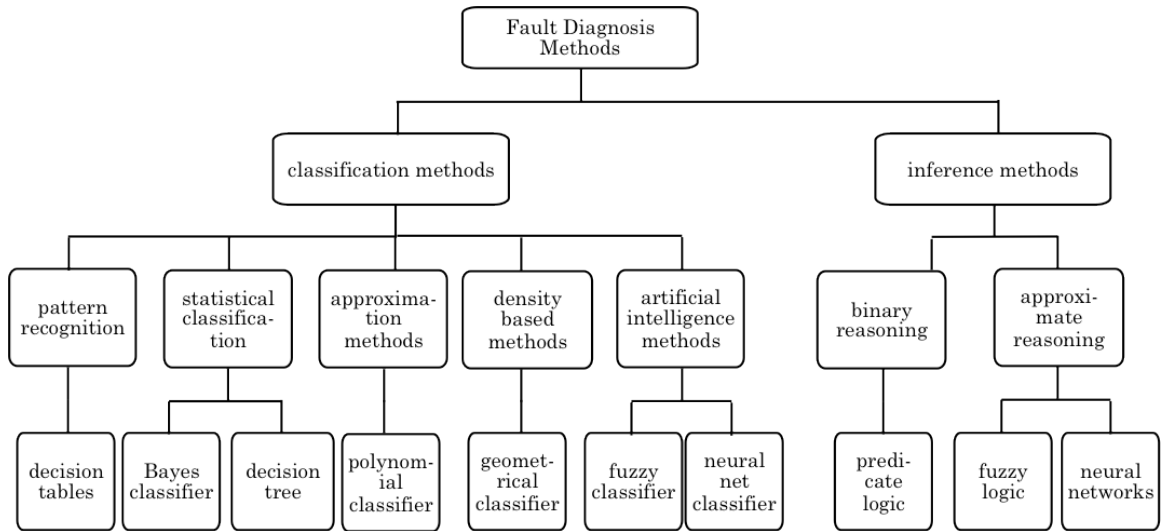 Fault Diagnosis
Methods
classification methods
inference methods
pattern
recognition
statistical
classifica-
tion
approxima-
tion
methods
density
based
methods
artificial
intelligence
methods
binary
reasoning
approxi-
mate
reasoning
decision
tables
Bayes
classifier
decision
tree
polynom-
ial
classifier
geomet-
rical
classifier
fuzzy
classifier
neural
net
classifier
predi-
cate
logic
fuzzy
logic
neural
networks